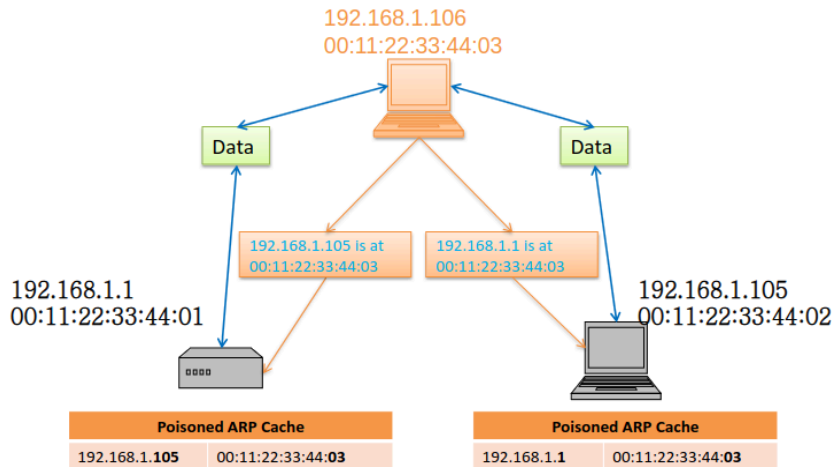 192.168.1.106
00:11:22:33:44:03
Data
Data
192.168.1.105 is at
00:11:22:33:44:03
192.168.1.1 is at
00:11:22:33:44:03
192.168.1.1
00:11:22:33:44:01
192.168.1.105
00:11:22:33:44:02
Poisoned ARP Cache
192.168.1.105 00:11:22:33:44:03
Poisoned ARP Cache
192.168.1.1 00:11:22:33:44:03